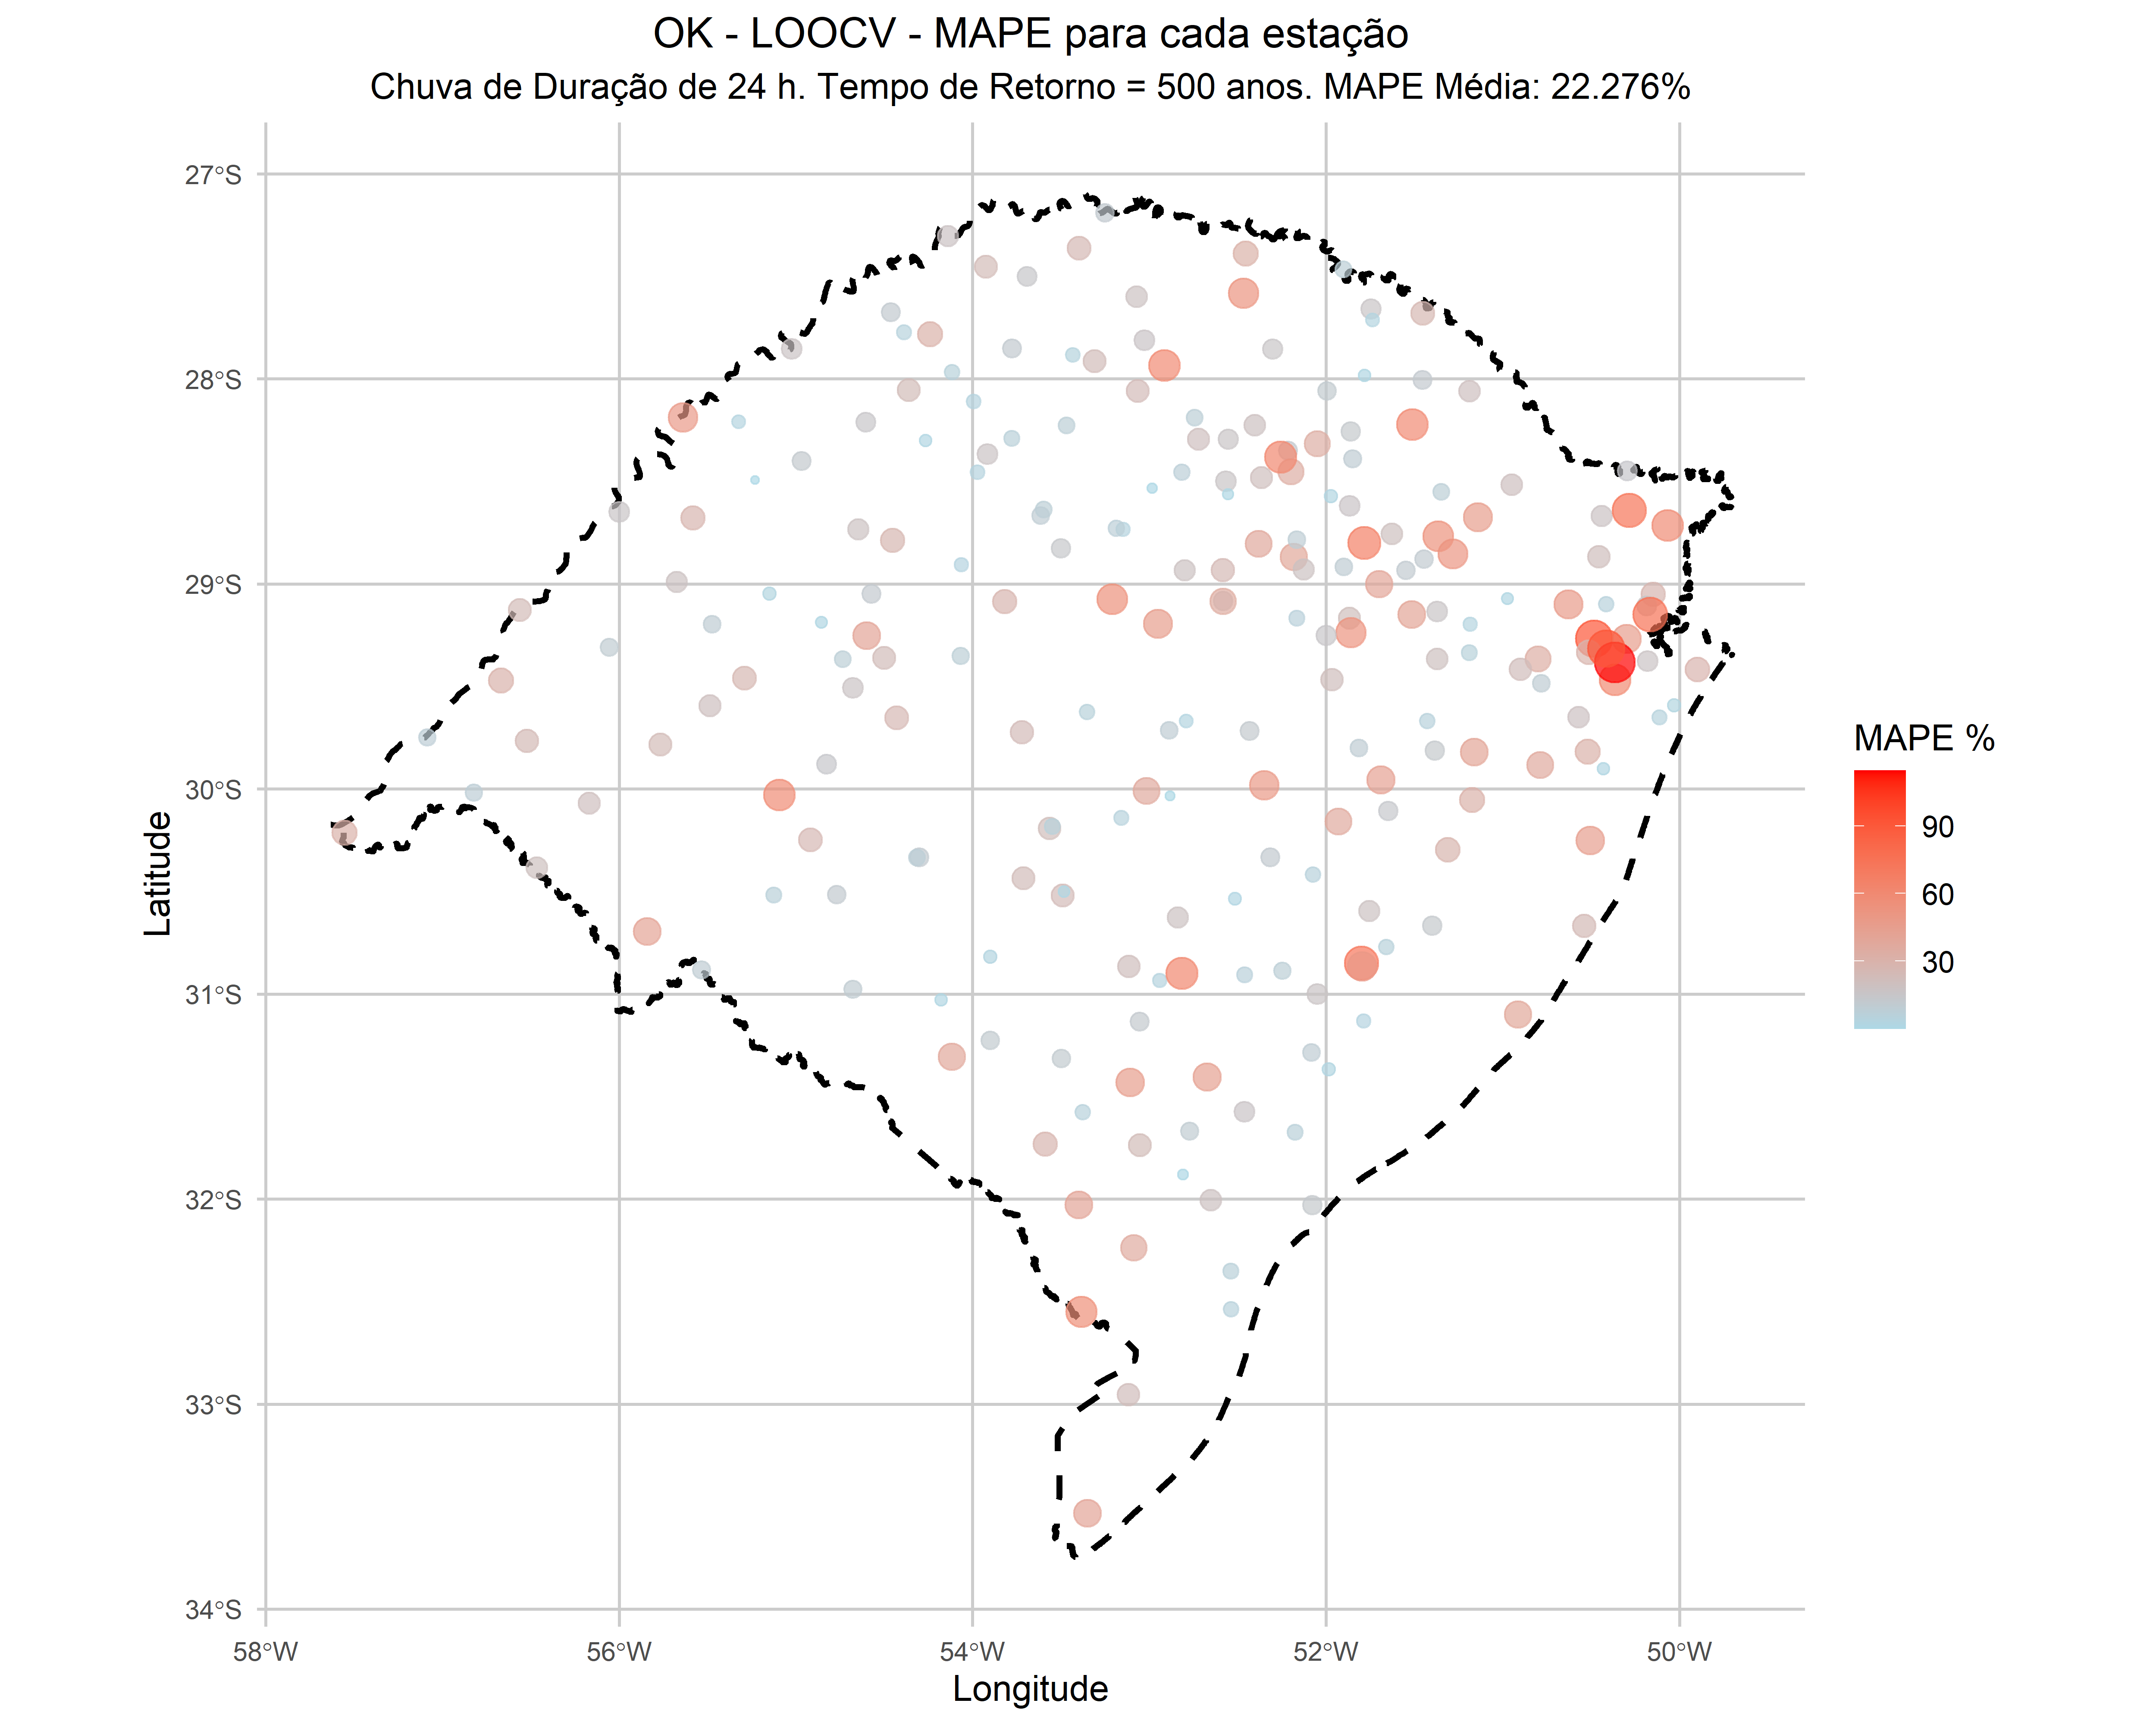 OK - LOOCV - MAPE para cada estação
Chuva de Duração de 24 h. Tempo de Retorno = 500 anos. MAPE Média: 22.276%
27°S
28°S
29°S
30°S
31°S
32°S
33°S
34°S
Latitude
58°W
56°W
54°W
52°W
50°W
Longitude
MAPE %
90
60
30